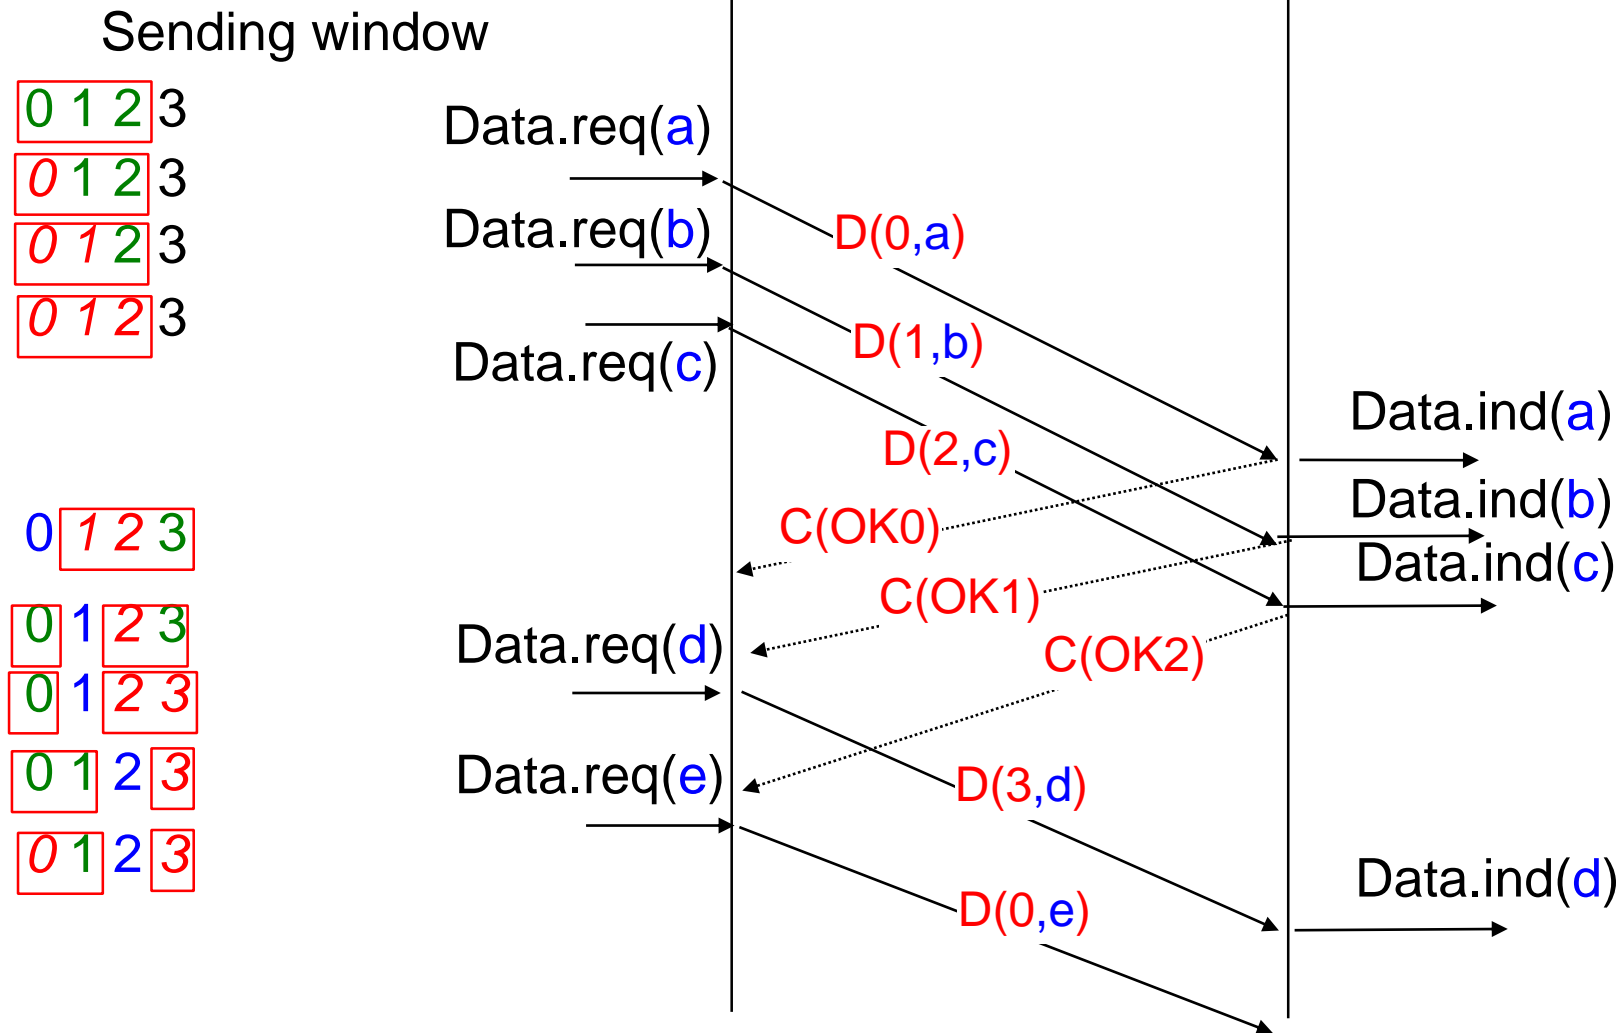 Sending window
0 1 2 3
Data.req(a)
0 1 2 3
Data.req(b)
D(0,a)
0 1 2 3
0 1 2 3
D(1,b)
Data.req(c)
Data.ind(a)
D(2,c)
Data.ind(b)
C(OK0)
0 1 2 3
Data.ind(c)
C(OK1)
0 1 2 3
Data.req(d)
C(OK2)
0 1 2 3
0 1 2 3
Data.req(e)
D(3,d)
0 1 2 3
Data.ind(d)
D(0,e)